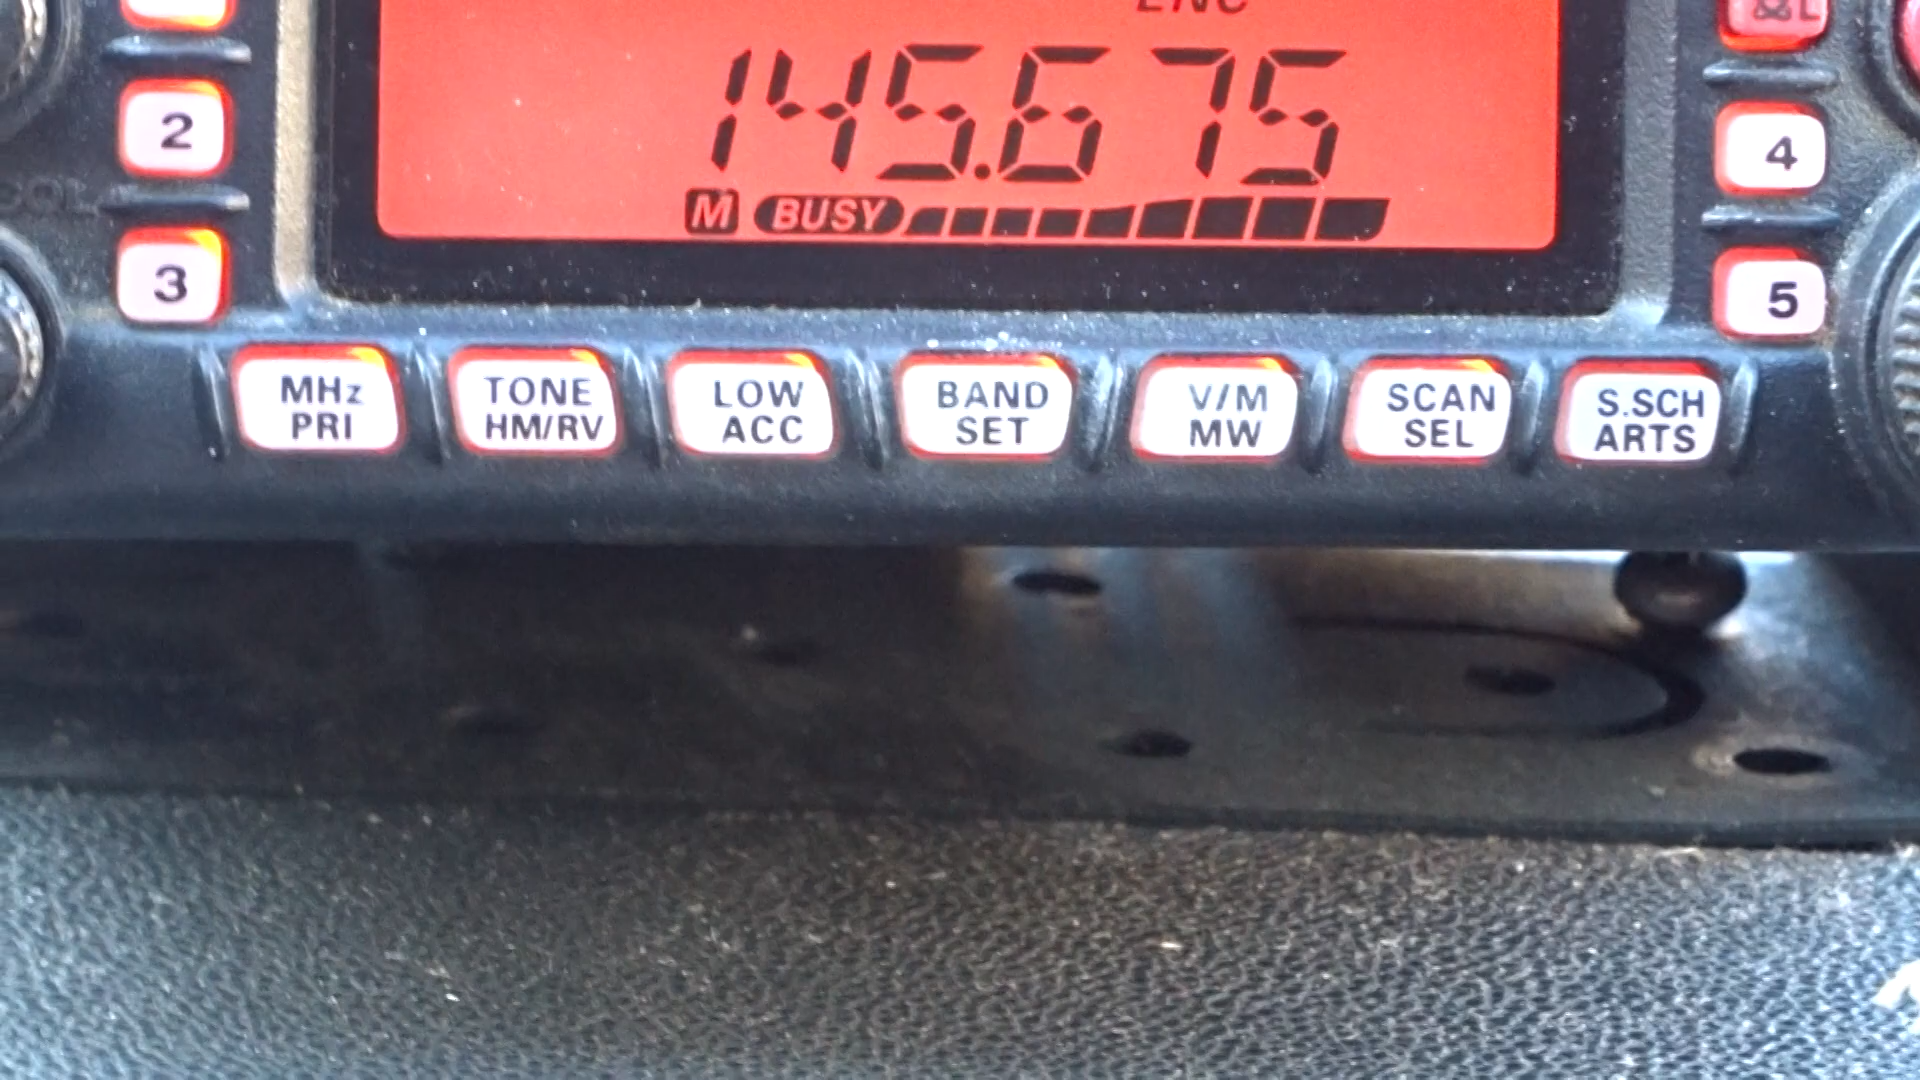 ENC
145.675
M BUSY
2
3
4
5
MHz
PRI
TONE
HM/RV
LOW
ACC
BAND
SET
V/M
MW
SCAN
SEL
S.SCH
ARTS